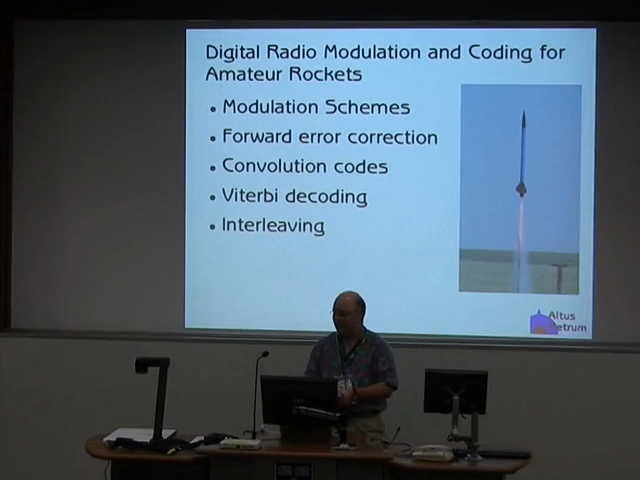 Digital Radio Modulation and Coding for
Amateur Rockets
• Modulation Schemes
• Forward error correction
• Convolution codes
• Viterbi decoding
• Interleaving
Altus